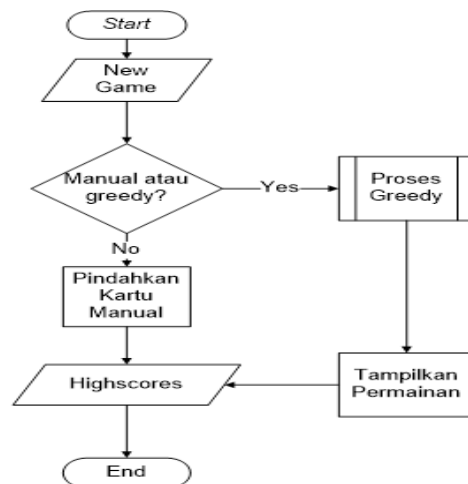 Start
New
Game
Manual atau
greedy?
Yes
Proses
Greedy
No
Pindahkan
Kartu
Manual
Highscores
Tampilkan
Permainan
End